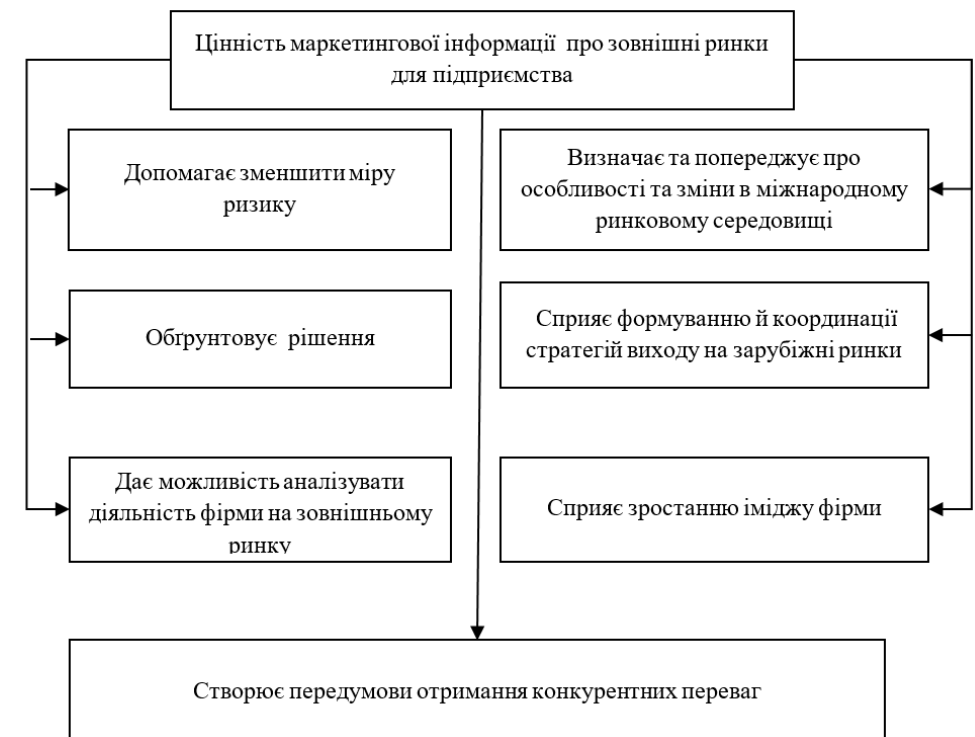 Цінність маркетингової інформації про зовнішні ринки
для підприємства
Допомагає зменшити міру
ризику
Визначає та попереджує про
особливості та зміни в міжнародному
ринковому середовищі
Обґрунтовує рішення
Сприяє формуванню й координації
стратегій виходу на зарубіжні ринки
Дає можливість аналізувати
діяльність фірми на зовнішньому
ринку
Сприяє зростанню іміджу фірми
Створює передумови отримання конкурентних переваг